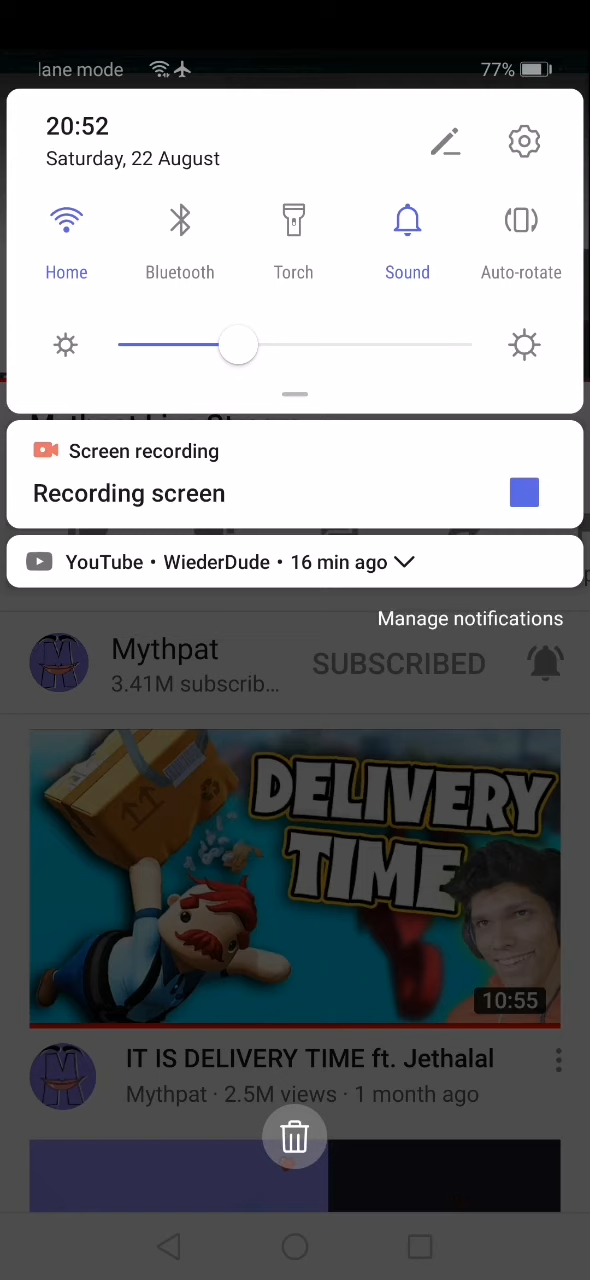 lane mode
77%
20:52
Saturday, 22 August
Home
Bluetooth
Torch
Sound
Auto-rotate
Screen recording
Recording screen
YouTube • WiederDude • 16 min ago
Manage notifications
Mythpat
3.41M subscrib...
SUBSCRIBED
DELIVERY
TIME
10:55
IT IS DELIVERY TIME ft. Jethalal
Mythpat · 2.5M views · 1 month ago